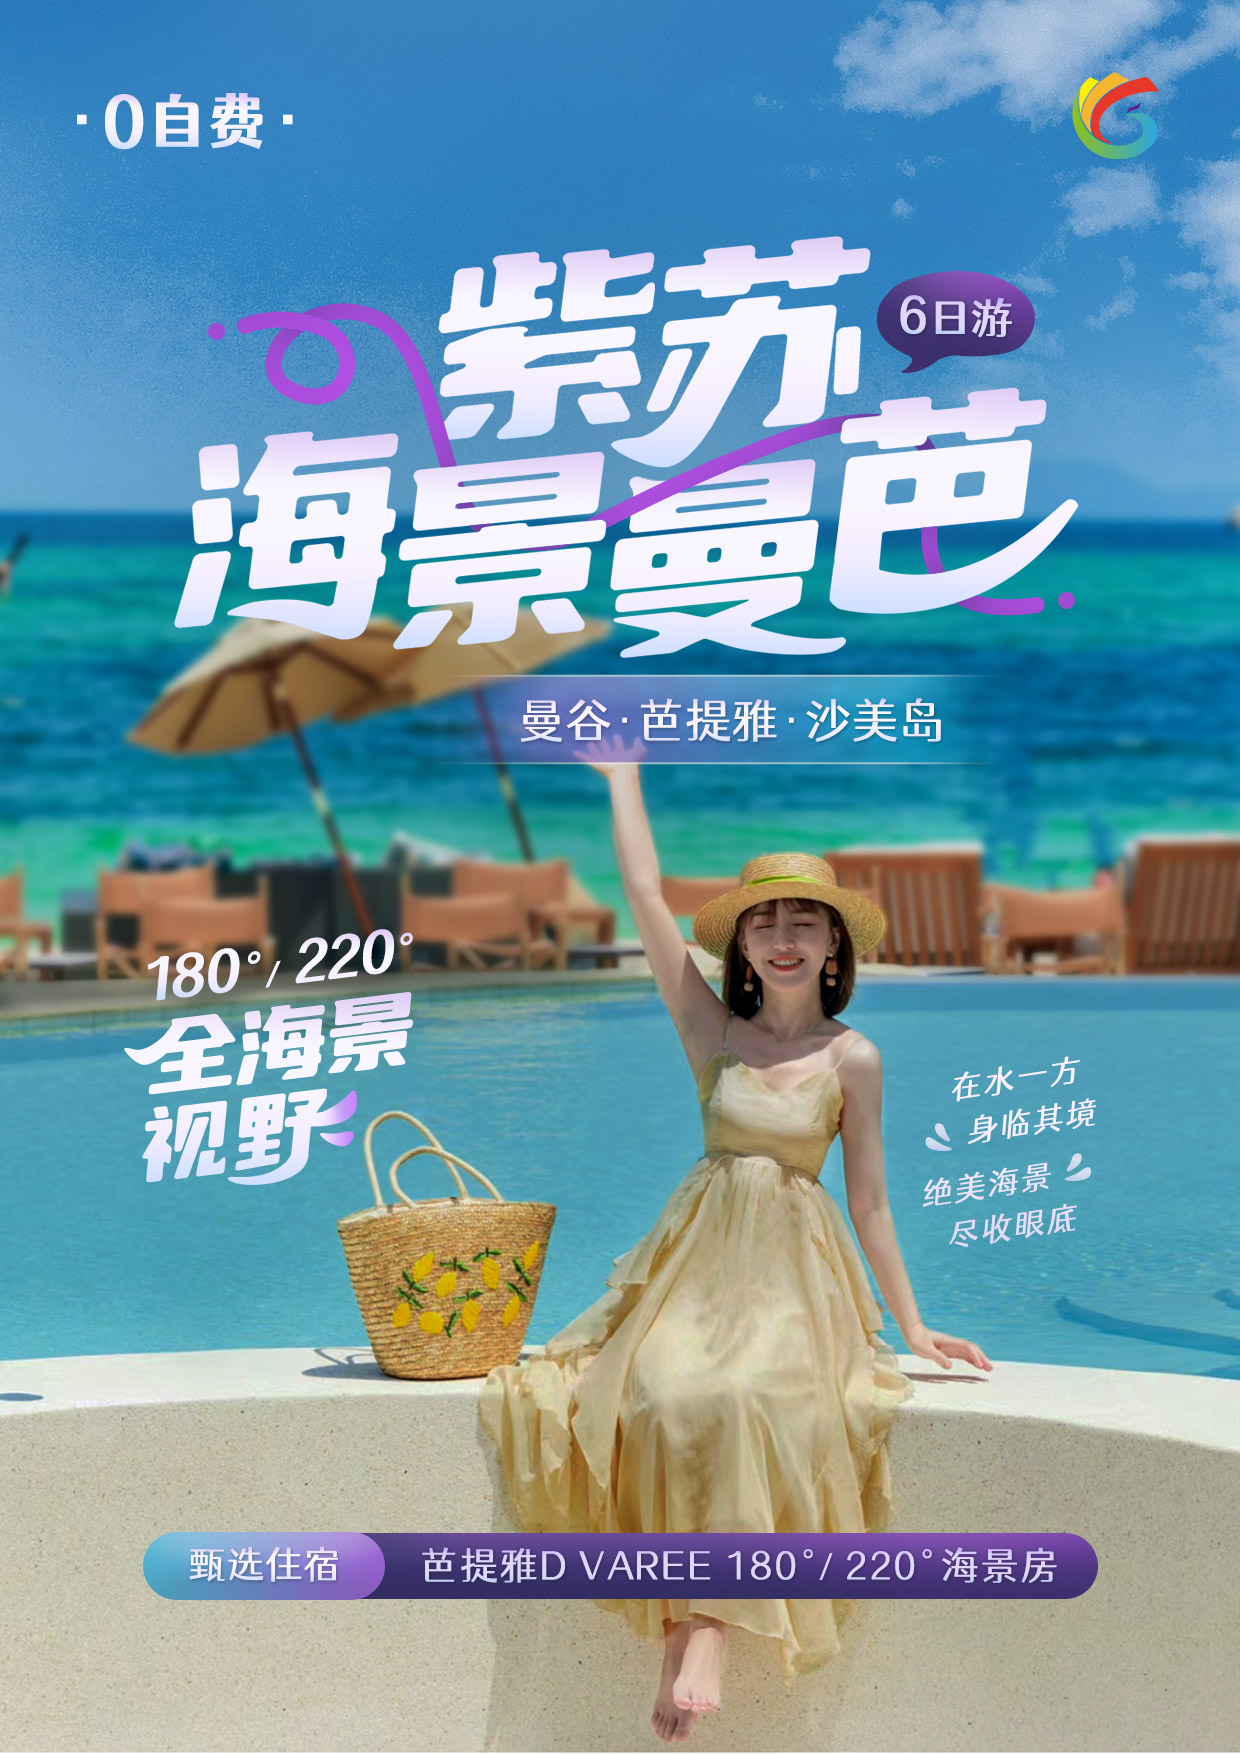 ·0自费·
紫苏
6日游
海景曼芭
曼谷·芭提雅·沙美岛
180°/ 220°
全海景
视野
在水一方
身临其境
绝美海景
尽收眼底
甄选住宿
芭提雅D VAREE 180°/ 220°海景房